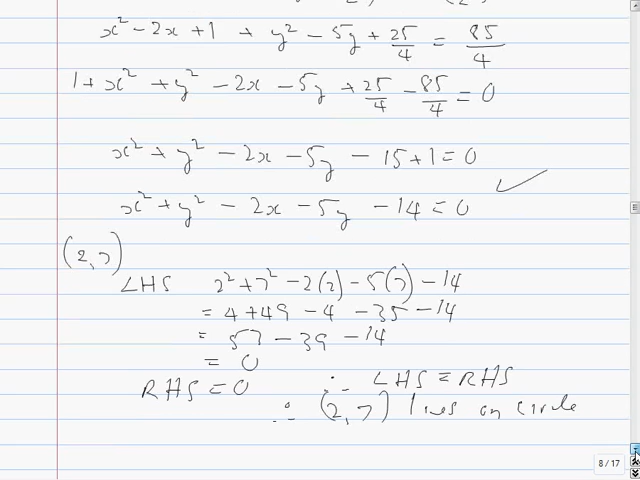 x² - 2x + 1 + y² - 5y + 25/4 = 85/4
1 + x² + y² - 2x - 5y + 25/4 - 85/4 = 0
x² + y² - 2x - 5y - 15 + 1 = 0
x² + y² - 2x - 5y - 14 = 0 ✓
(2,7)
LHS 2² + 7² - 2(2) - 5(7) - 14
= 4 + 49 - 4 - 35 - 14
= 53 - 39 - 14
= 0
RHS = 0 ∴ LHS = RHS
∴ (2,7) lies on circle
8 / 17